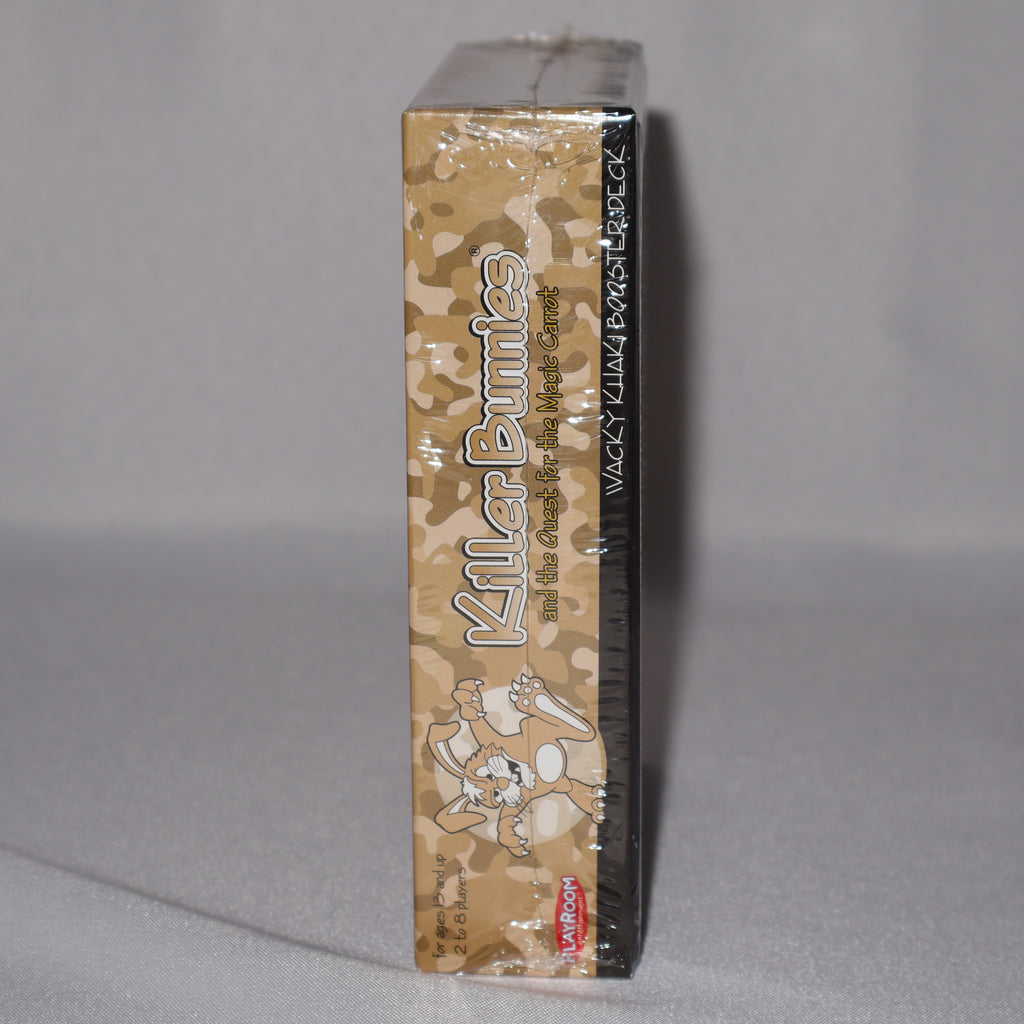 for ages 13 and up
2 to 8 players
Killer Bunnies®
and the Quest for the Magic Carrot
WACKY KHAKI BOOSTER DECK
PLAYROOM
entertainment